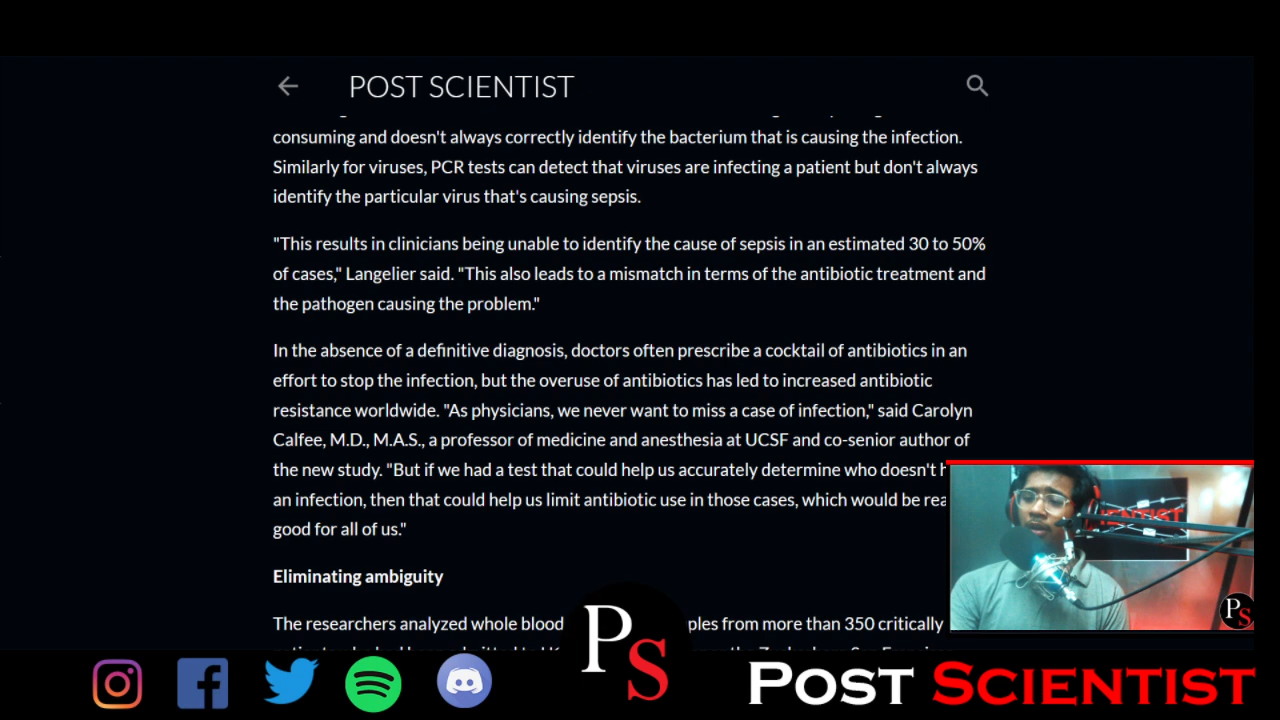 POST SCIENTIST
consuming and doesn't always correctly identify the bacterium that is causing the infection.
Similarly for viruses, PCR tests can detect that viruses are infecting a patient but don't always
identify the particular virus that's causing sepsis.
"This results in clinicians being unable to identify the cause of sepsis in an estimated 30 to 50%
of cases," Langelier said. "This also leads to a mismatch in terms of the antibiotic treatment and
the pathogen causing the problem."
In the absence of a definitive diagnosis, doctors often prescribe a cocktail of antibiotics in an
effort to stop the infection, but the overuse of antibiotics has led to increased antibiotic
resistance worldwide. "As physicians, we never want to miss a case of infection," said Carolyn
Calfee, M.D., M.A.S., a professor of medicine and anesthesia at UCSF and co-senior author of
the new study. "But if we had a test that could help us accurately determine who doesn't
an infection, then that could help us limit antibiotic use in those cases, which would be
good for all of us."
Eliminating ambiguity
The researchers analyzed whole blood from more than 350 critically
PS
PS
POST SCIENTIST